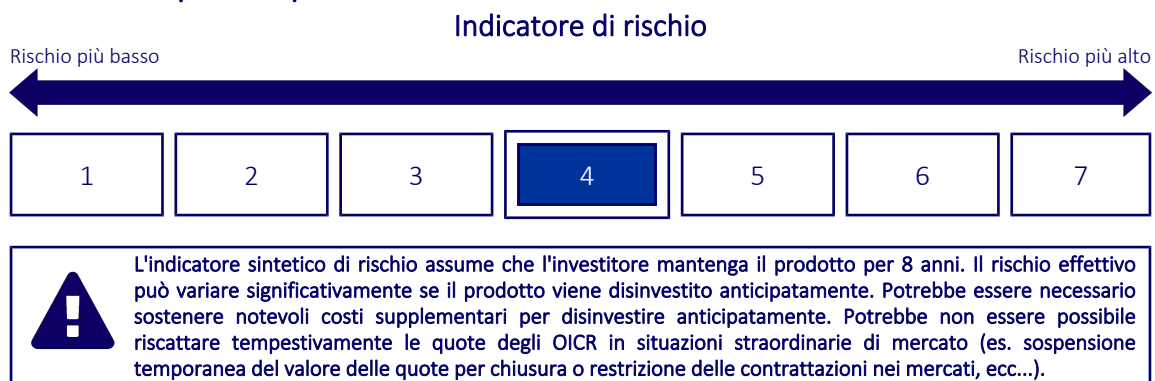 Indicatore di rischio
Rischio più basso Rischio più alto
1 2 3 4 5 6 7
L'indicatore sintetico di rischio assume che l'investitore mantenga il prodotto per 8 anni. Il rischio effettivo
può variare significativamente se il prodotto viene disinvestito anticipatamente. Potrebbe essere necessario
sostenere notevoli costi supplementari per disinvestire anticipatamente. Potrebbe non essere possibile
riscattare tempestivamente le quote degli OICR in situazioni straordinarie di mercato (es. sospensione
temporanea del valore delle quote per chiusura o restrizione delle contrattazioni nei mercati, ecc...).